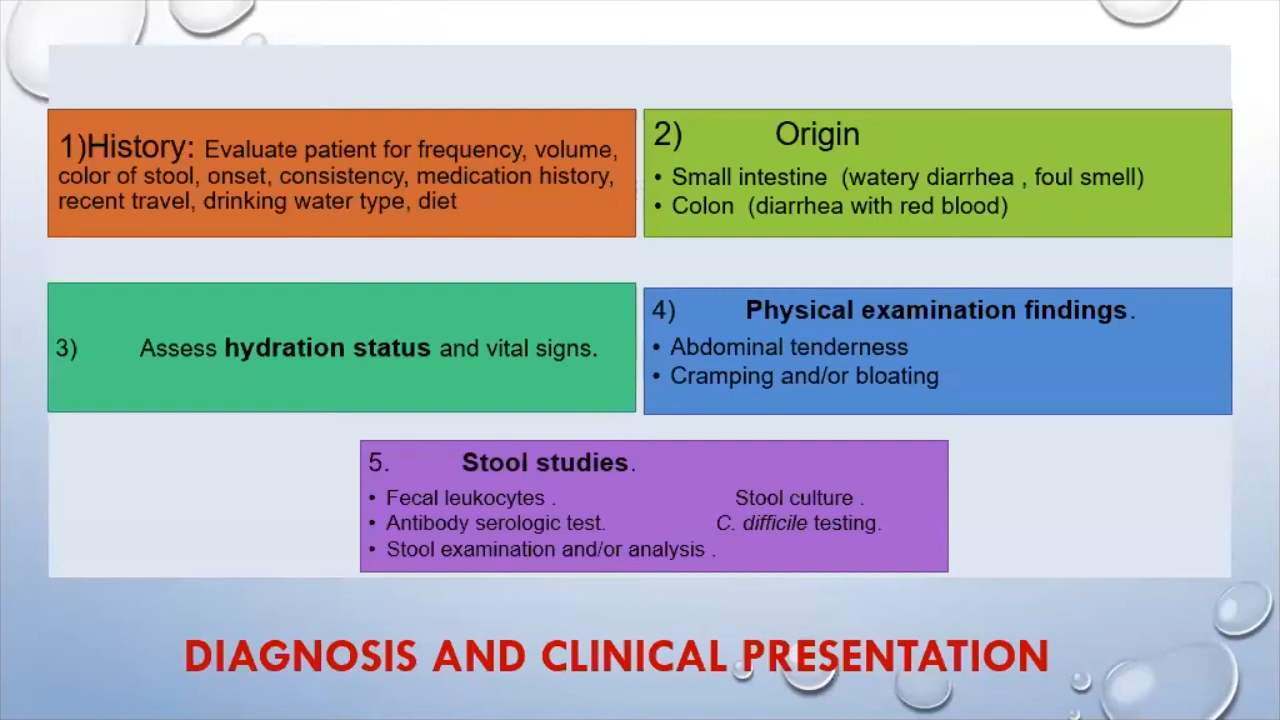 1)History: Evaluate patient for frequency, volume,
color of stool, onset, consistency, medication history,
recent travel, drinking water type, diet
2) Origin
• Small intestine (watery diarrhea , foul smell)
• Colon (diarrhea with red blood)
3) Assess hydration status and vital signs.
4) Physical examination findings.
• Abdominal tenderness
• Cramping and/or bloating
5. Stool studies.
• Fecal leukocytes . Stool culture .
• Antibody serologic test. C. difficile testing.
• Stool examination and/or analysis .
DIAGNOSIS AND CLINICAL PRESENTATION